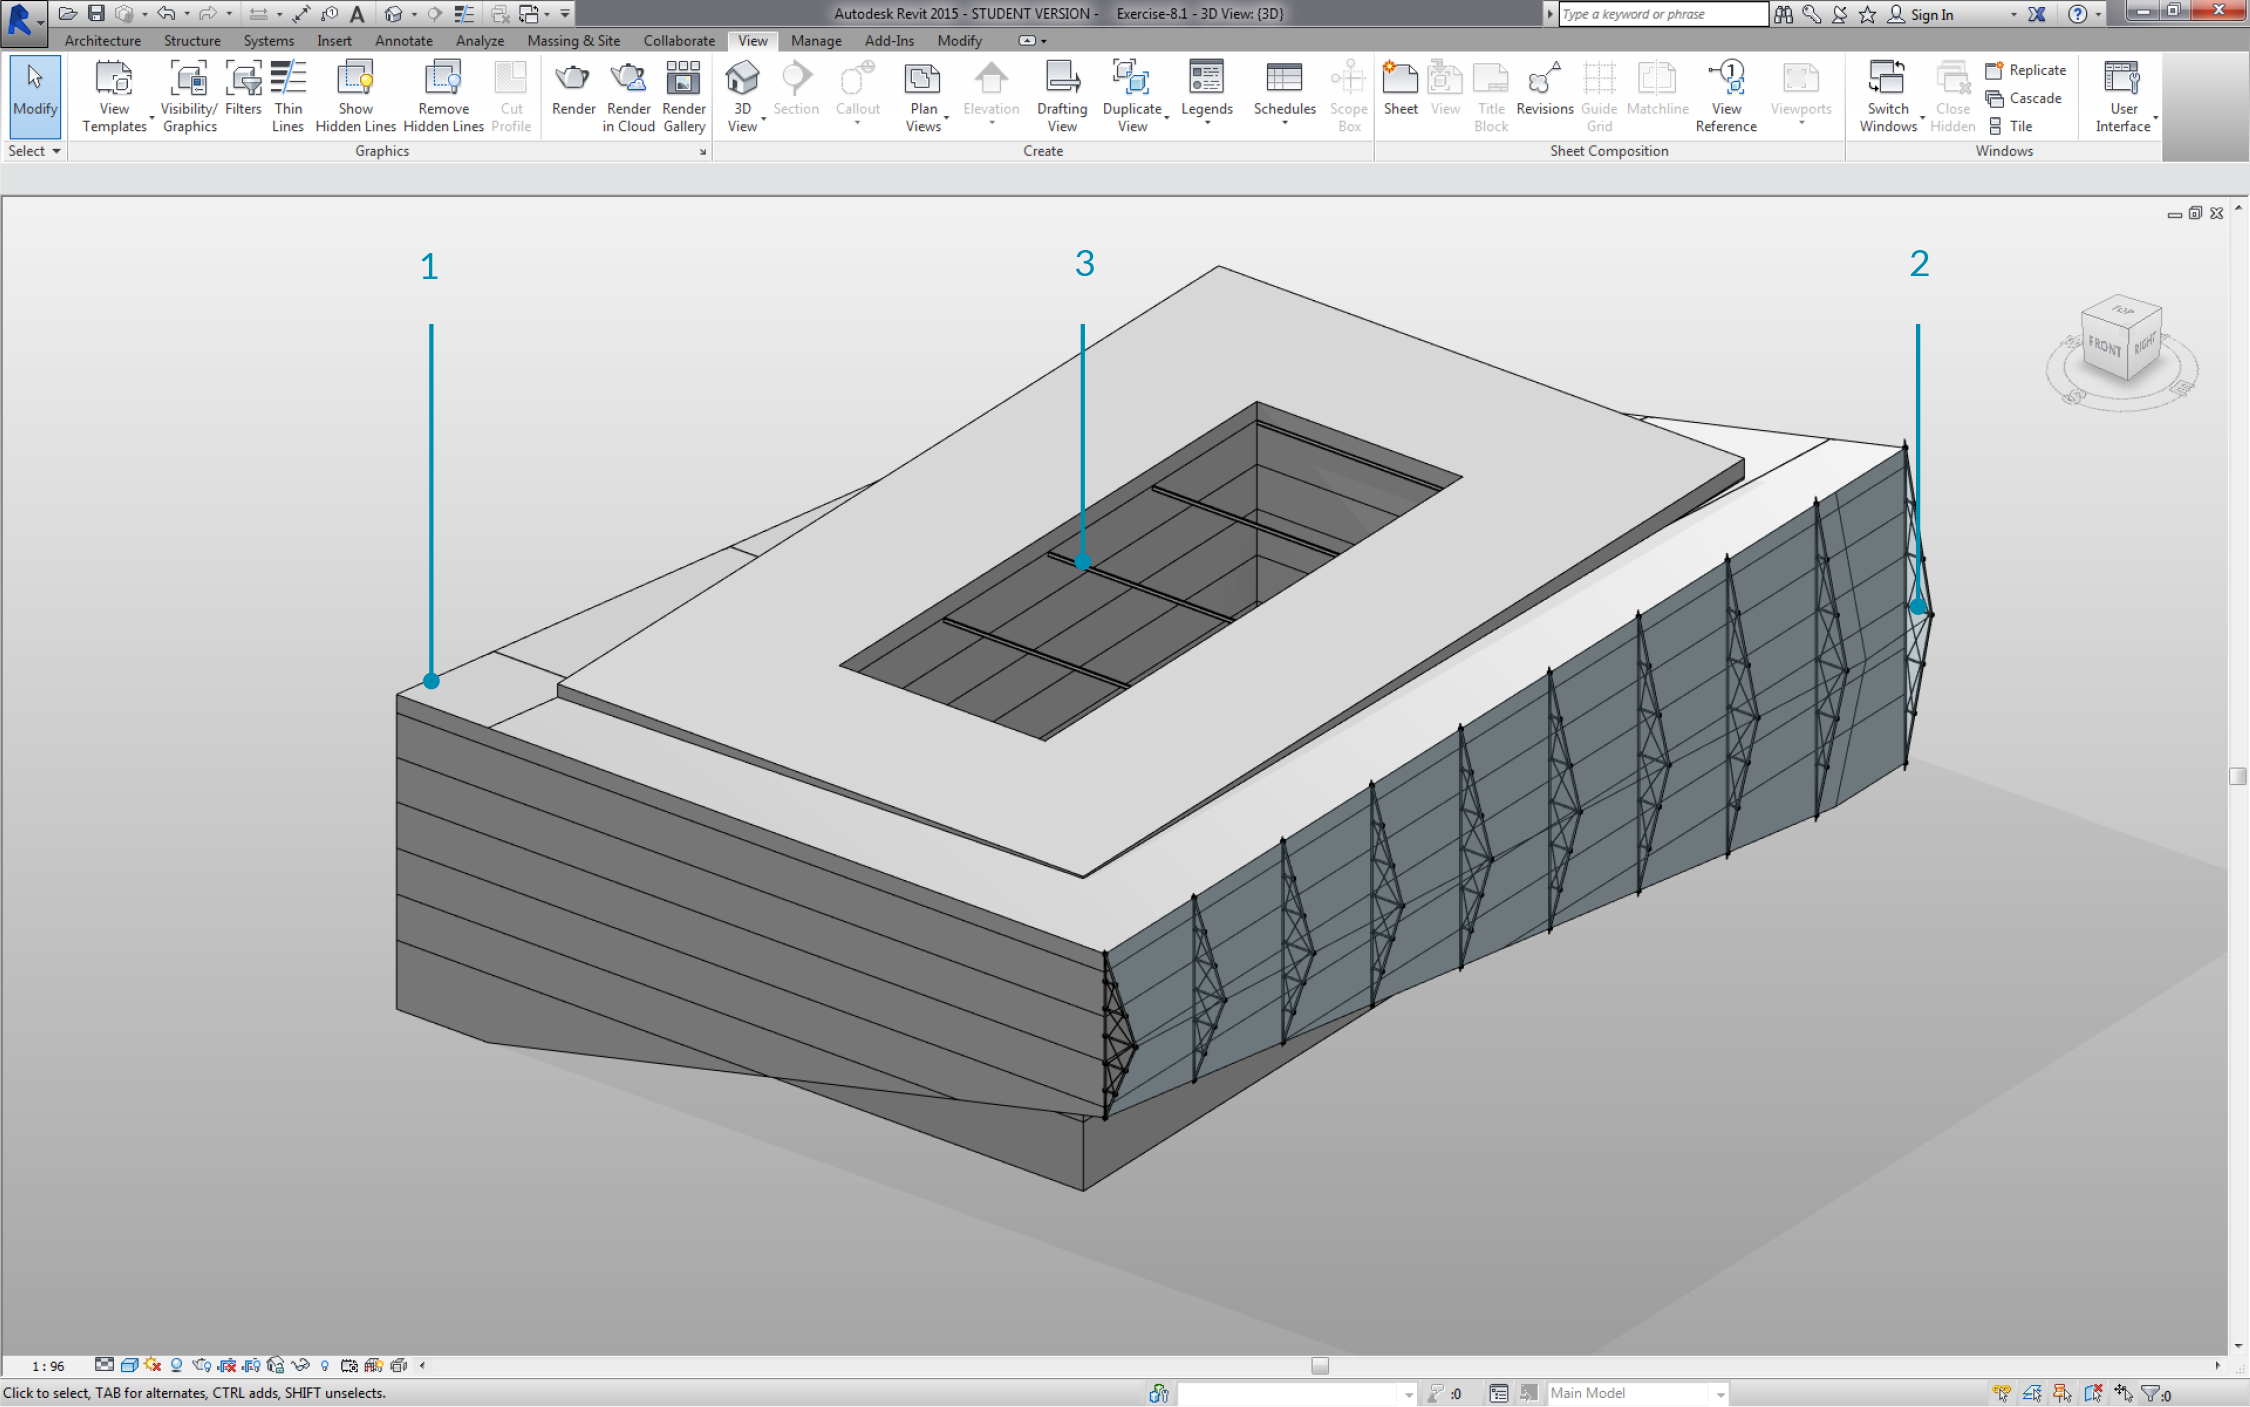 Autodesk Revit 2015 - STUDENT VERSION - Exercise-8.1 - 3D View: {3D}
Type a keyword or phrase
Sign In
Architecture Structure Systems Insert Annotate Analyze Massing & Site Collaborate View Manage Add-Ins Modify
Modify
View Templates
Visibility/ Graphics
Filters
Thin Lines
Show Hidden Lines
Remove Hidden Lines
Cut Profile
Render
Render in Cloud
Render Gallery
3D View
Section
Callout
Plan Views
Elevation
Drafting View
Duplicate View
Legends
Schedules
Scope Box
Sheet
View
Title Block
Revisions
Guide Grid
Matchline
View Reference
Viewports
Switch Windows
Close Hidden
Replicate
Cascade
Tile
User Interface
Select Graphics Create Sheet Composition Windows
1 3 2
TOP
FRONT RIGHT
S E
1 : 96
Click to select, TAB for alternates, CTRL adds, SHIFT unselects.
:0
Main Model
:0